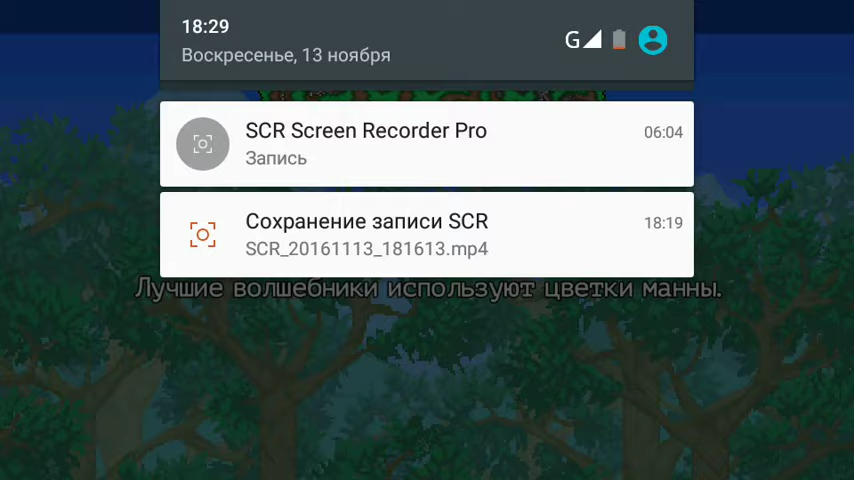 18:29
Воскресенье, 13 ноября
G
SCR Screen Recorder Pro
06:04
Запись
Сохранение записи SCR
18:19
SCR_20161113_181613.mp4
Лучшие волшебники используют цветки манны.